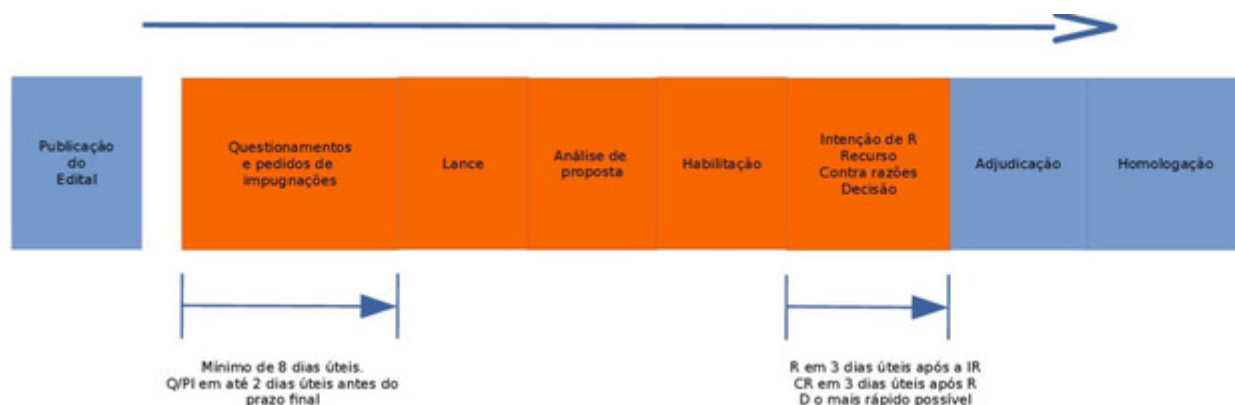 Publicação
do
Edital
Questionamentos
e pedidos de
impugnações
Lance
Análise de
proposta
Habilitação
Intenção de R
Recurso
Contra razões
Decisão
Adjudicação
Homologação
Mínimo de 8 dias úteis.
Q/PI em até 2 dias úteis antes do
prazo final
R em 3 dias úteis após a IR
CR em 3 dias úteis após R
D o mais rápido possível